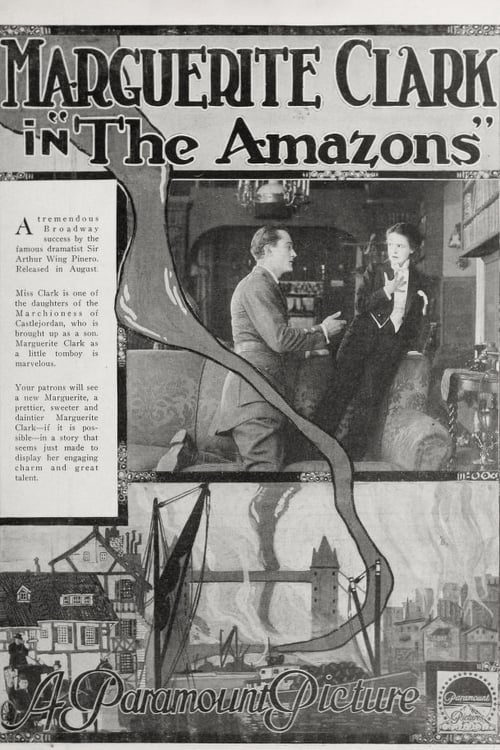 MARGUERITE CLARK
in "The Amazons"
A tremendous
Broadway
success by the
famous dramatist Sir
Arthur Wing Pinero.
Released in August.
Miss Clark is one of
the daughters of the
Marchioness of
Castlejordan, who is
brought up as a son.
Marguerite Clark as
a little tomboy is
marvelous.
Your patrons will see
a new Marguerite, a
prettier, sweeter and
daintier Marguerite
Clark—if it is pos-
sible—in a story that
seems just made to
display her engaging
charm and great
talent.
A Paramount Picture
Paramount
Pictures